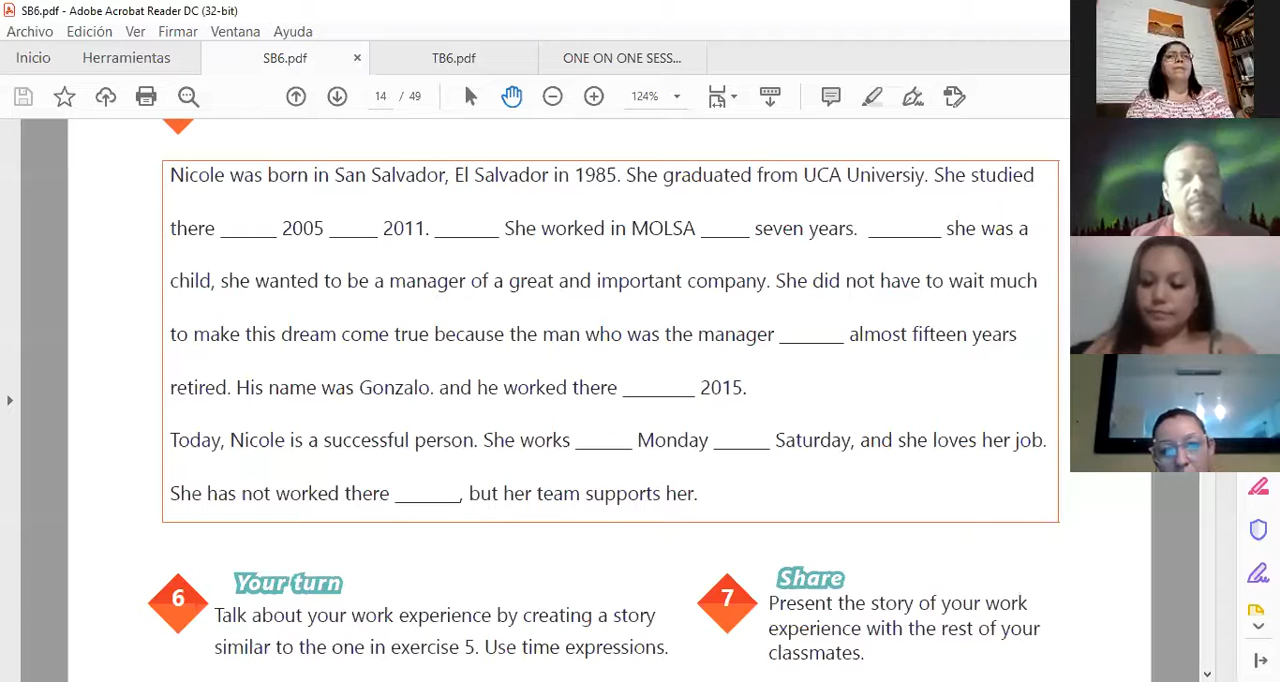 SB6.pdf - Adobe Acrobat Reader DC (32-bit)
Archivo Edición Ver Firmar Ventana Ayuda
Inicio Herramientas SB6.pdf × TB6.pdf ONE ON ONE SESS...
14 / 49 124%
Nicole was born in San Salvador, El Salvador in 1985. She graduated from UCA Universiy. She studied
there ______ 2005 _____ 2011. _______ She worked in MOLSA _____ seven years. ________ she was a
child, she wanted to be a manager of a great and important company. She did not have to wait much
to make this dream come true because the man who was the manager _______ almost fifteen years
retired. His name was Gonzalo. and he worked there ________ 2015.
Today, Nicole is a successful person. She works ______ Monday ______ Saturday, and she loves her job.
She has not worked there _______, but her team supports her.
6 Your turn
Talk about your work experience by creating a story
similar to the one in exercise 5. Use time expressions.
7 Share
Present the story of your work
experience with the rest of your
classmates.